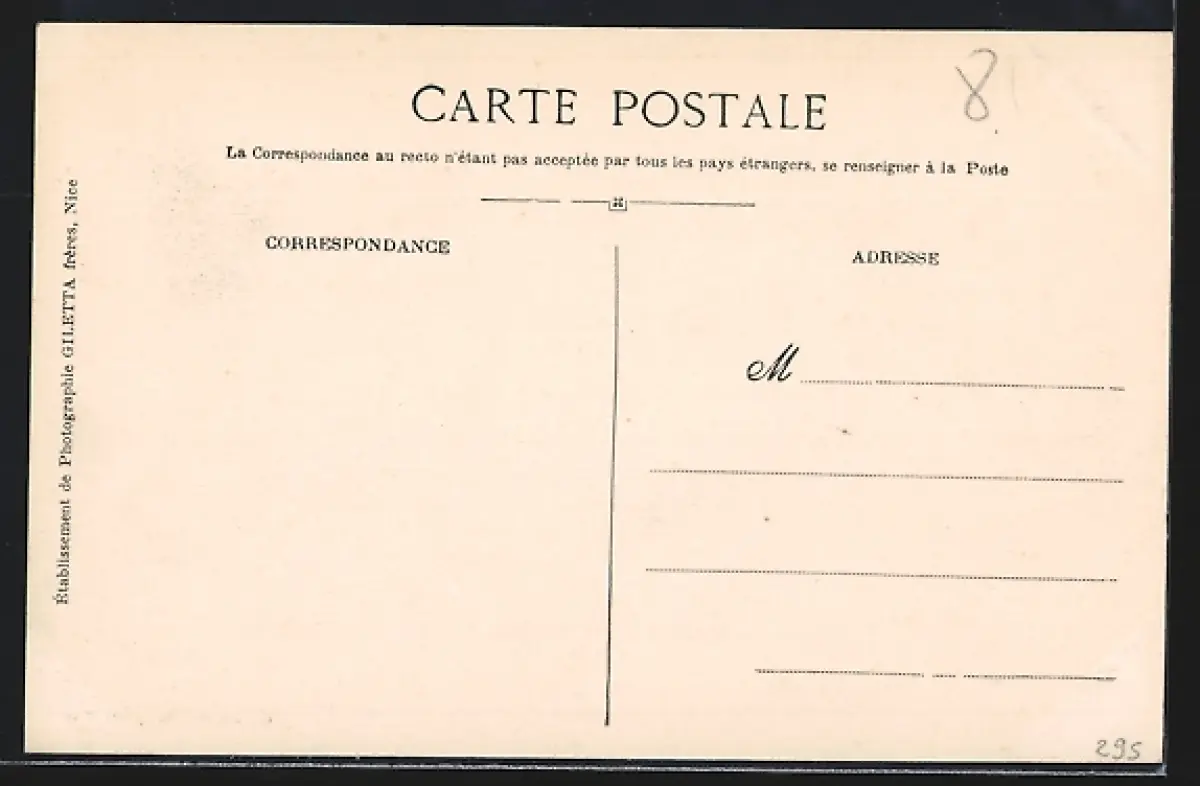 8
CARTE POSTALE
La Correspondance au recto n'étant pas acceptée par tous les pays étrangers, se renseigner à la Poste
CORRESPONDANCE
ADRESSE
M
Établissement de Photographie GILETTA frères, Nice
295